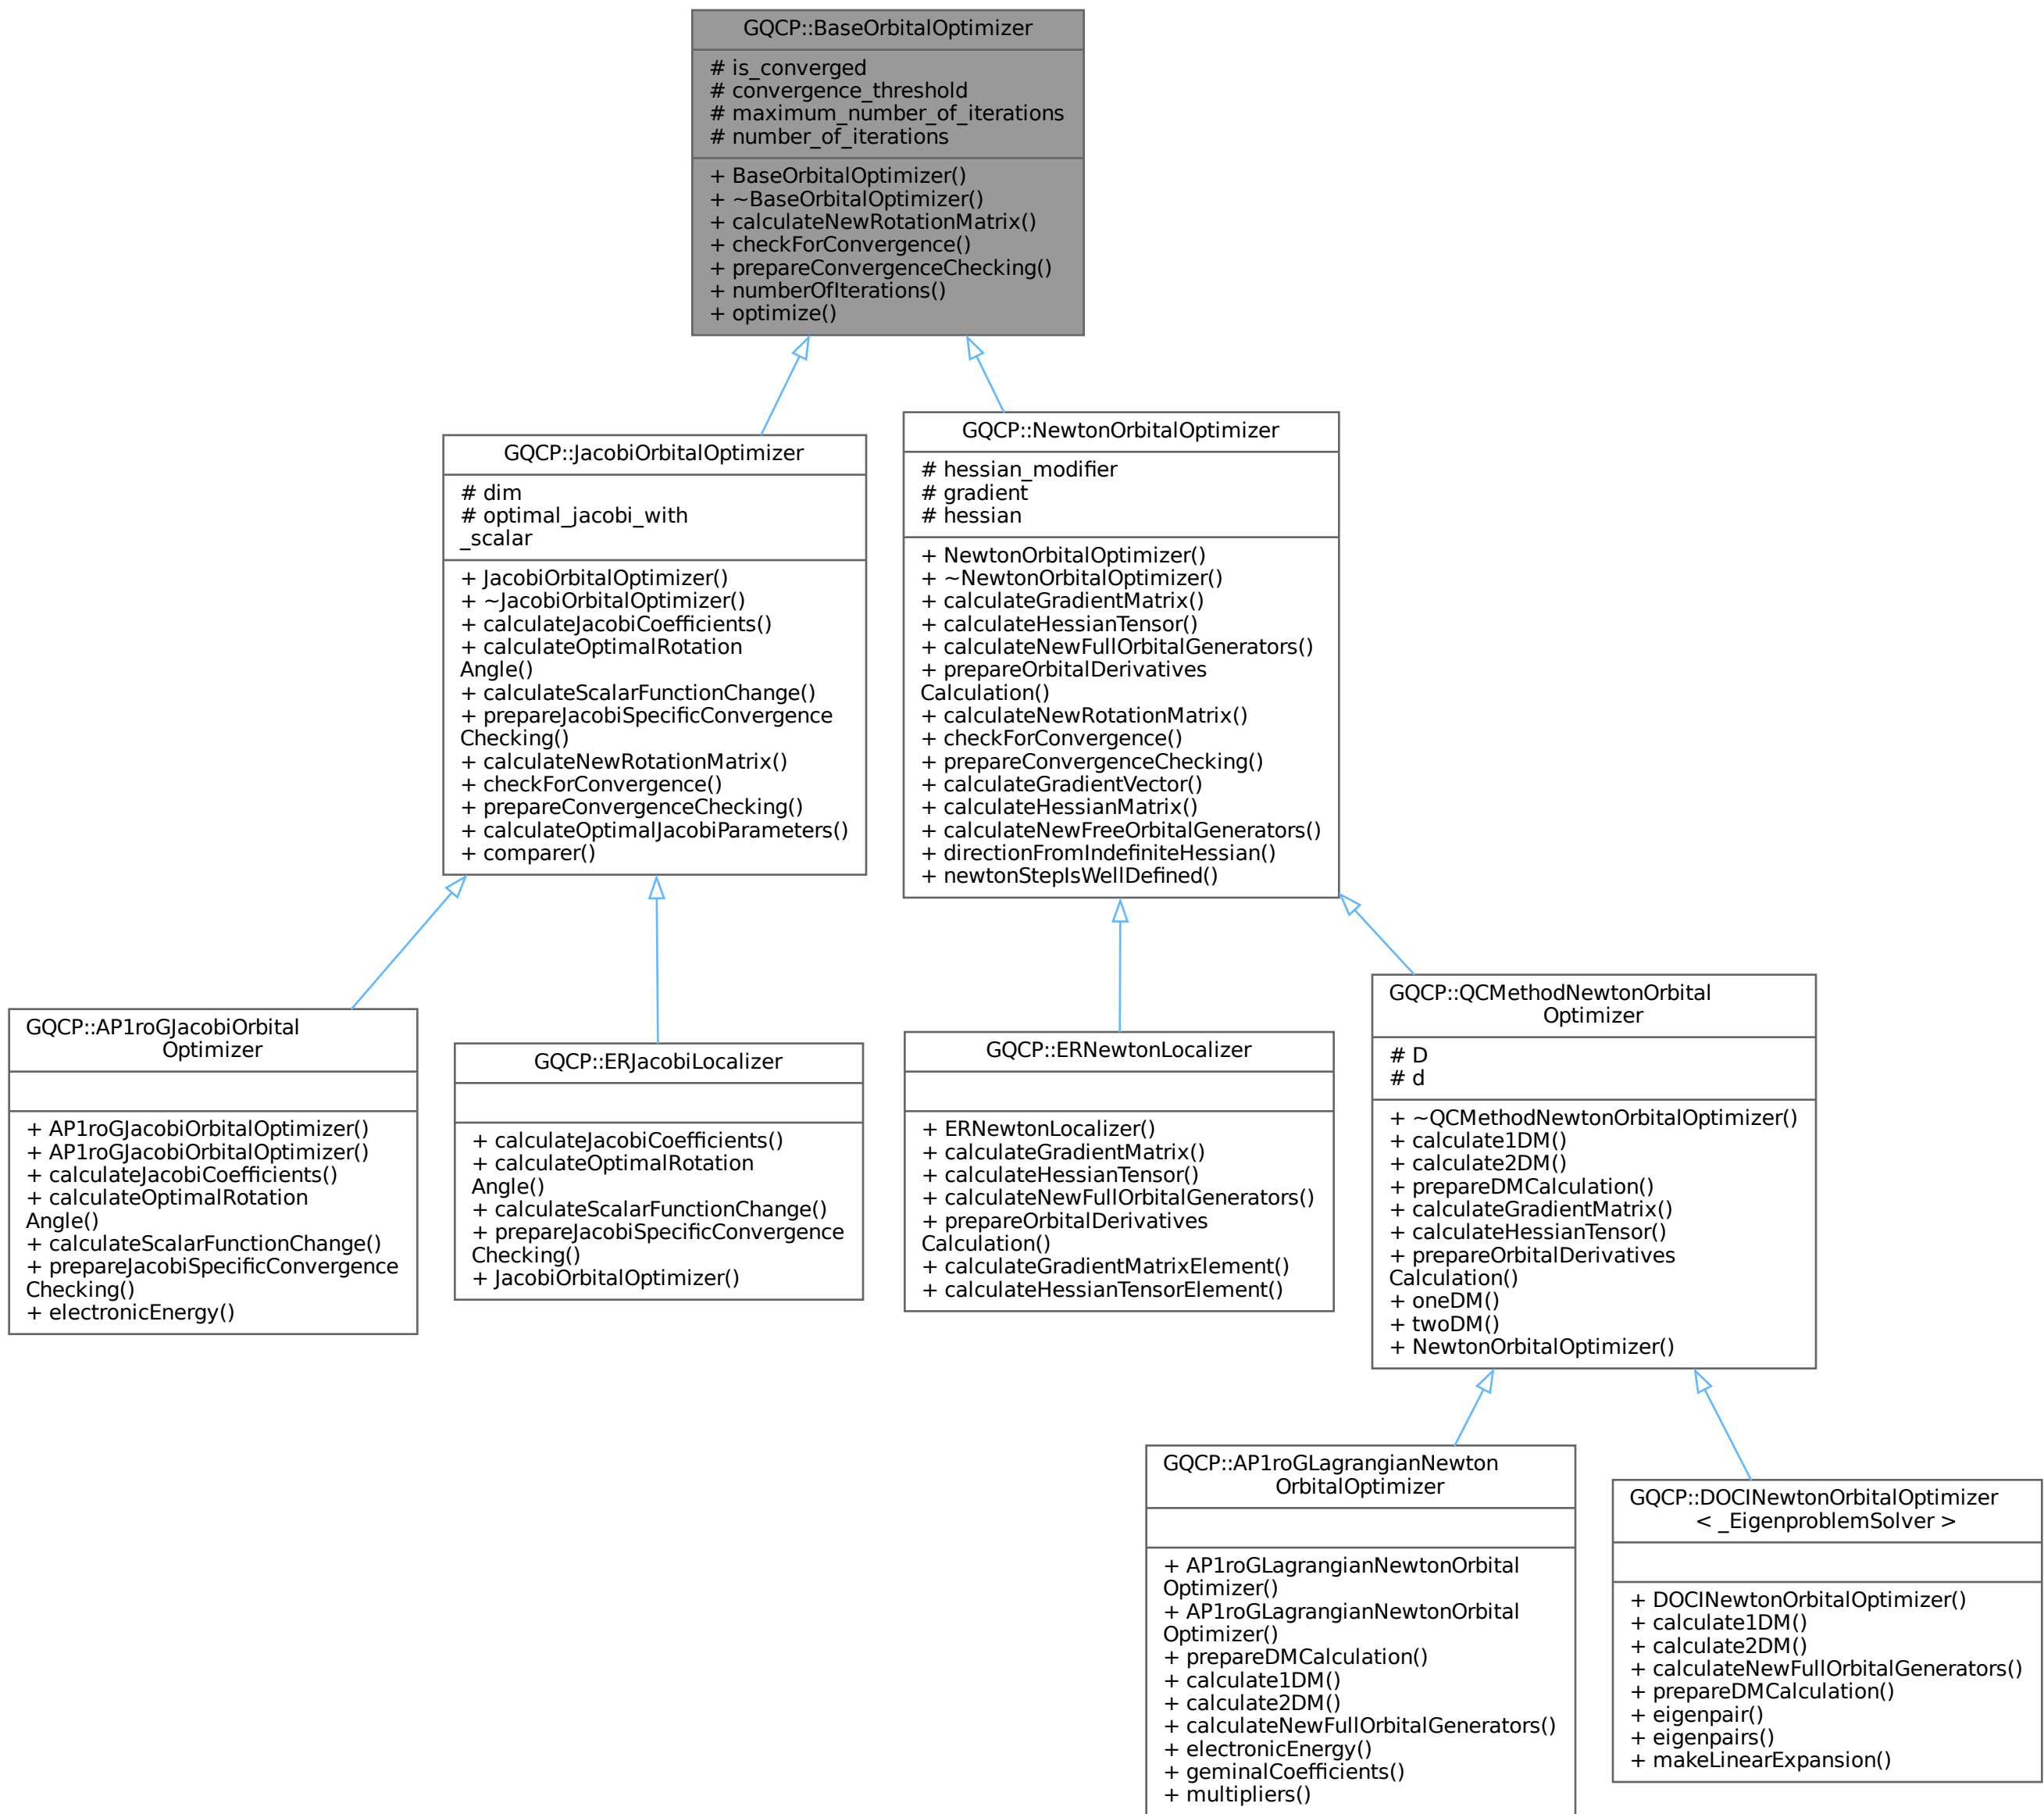 GQCP::BaseOrbitalOptimizer
# is_converged
# convergence_threshold
# maximum_number_of_iterations
# number_of_iterations
+ BaseOrbitalOptimizer()
+ ~BaseOrbitalOptimizer()
+ calculateNewRotationMatrix()
+ checkForConvergence()
+ prepareConvergenceChecking()
+ numberOfIterations()
+ optimize()
GQCP::JacobiOrbitalOptimizer
# dim
# optimal_jacobi_with
_scalar
+ JacobiOrbitalOptimizer()
+ ~JacobiOrbitalOptimizer()
+ calculateJacobiCoefficients()
+ calculateOptimalRotation
Angle()
+ calculateScalarFunctionChange()
+ prepareJacobiSpecificConvergence
Checking()
+ calculateNewRotationMatrix()
+ checkForConvergence()
+ prepareConvergenceChecking()
+ calculateOptimalJacobiParameters()
+ comparer()
GQCP::NewtonOrbitalOptimizer
# hessian_modifier
# gradient
# hessian
+ NewtonOrbitalOptimizer()
+ ~NewtonOrbitalOptimizer()
+ calculateGradientMatrix()
+ calculateHessianTensor()
+ calculateNewFullOrbitalGenerators()
+ prepareOrbitalDerivatives
Calculation()
+ calculateNewRotationMatrix()
+ checkForConvergence()
+ prepareConvergenceChecking()
+ calculateGradientVector()
+ calculateHessianMatrix()
+ calculateNewFreeOrbitalGenerators()
+ directionFromIndefiniteHessian()
+ newtonStepIsWellDefined()
GQCP::AP1roGJacobiOrbital
Optimizer
+ AP1roGJacobiOrbitalOptimizer()
+ AP1roGJacobiOrbitalOptimizer()
+ calculateJacobiCoefficients()
+ calculateOptimalRotation
Angle()
+ calculateScalarFunctionChange()
+ prepareJacobiSpecificConvergence
Checking()
+ electronicEnergy()
GQCP::ERJacobiLocalizer
+ calculateJacobiCoefficients()
+ calculateOptimalRotation
Angle()
+ calculateScalarFunctionChange()
+ prepareJacobiSpecificConvergence
Checking()
+ JacobiOrbitalOptimizer()
GQCP::ERNewtonLocalizer
+ ERNewtonLocalizer()
+ calculateGradientMatrix()
+ calculateHessianTensor()
+ calculateNewFullOrbitalGenerators()
+ prepareOrbitalDerivatives
Calculation()
+ calculateGradientMatrixElement()
+ calculateHessianTensorElement()
GQCP::QCMethodNewtonOrbital
Optimizer
# D
# d
+ ~QCMethodNewtonOrbitalOptimizer()
+ calculate1DM()
+ calculate2DM()
+ prepareDMCalculation()
+ calculateGradientMatrix()
+ calculateHessianTensor()
+ prepareOrbitalDerivatives
Calculation()
+ oneDM()
+ twoDM()
+ NewtonOrbitalOptimizer()
GQCP::AP1roGLagrangianNewton
OrbitalOptimizer
+ AP1roGLagrangianNewtonOrbital
Optimizer()
+ AP1roGLagrangianNewtonOrbital
Optimizer()
+ prepareDMCalculation()
+ calculate1DM()
+ calculate2DM()
+ calculateNewFullOrbitalGenerators()
+ electronicEnergy()
+ geminalCoefficients()
+ multipliers()
GQCP::DOCINewtonOrbitalOptimizer
< _EigenproblemSolver >
+ DOCINewtonOrbitalOptimizer()
+ calculate1DM()
+ calculate2DM()
+ calculateNewFullOrbitalGenerators()
+ prepareDMCalculation()
+ eigenpair()
+ eigenpairs()
+ makeLinearExpansion()